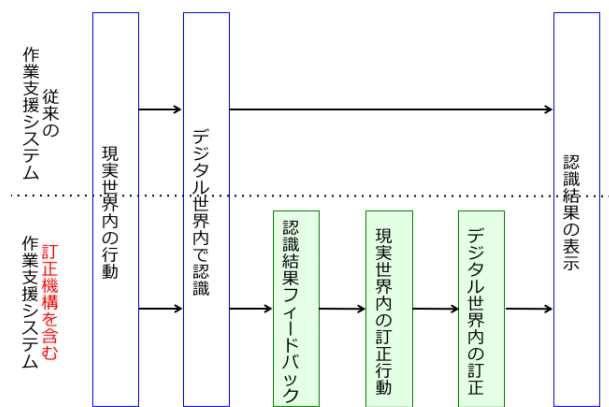 従来の
作業支援システム
訂正機構を含む
作業支援システム
現実世界内の行動
デジタル世界内で認識
認識結果フィードバック
現実世界内の訂正行動
デジタル世界内の訂正
認識結果の表示